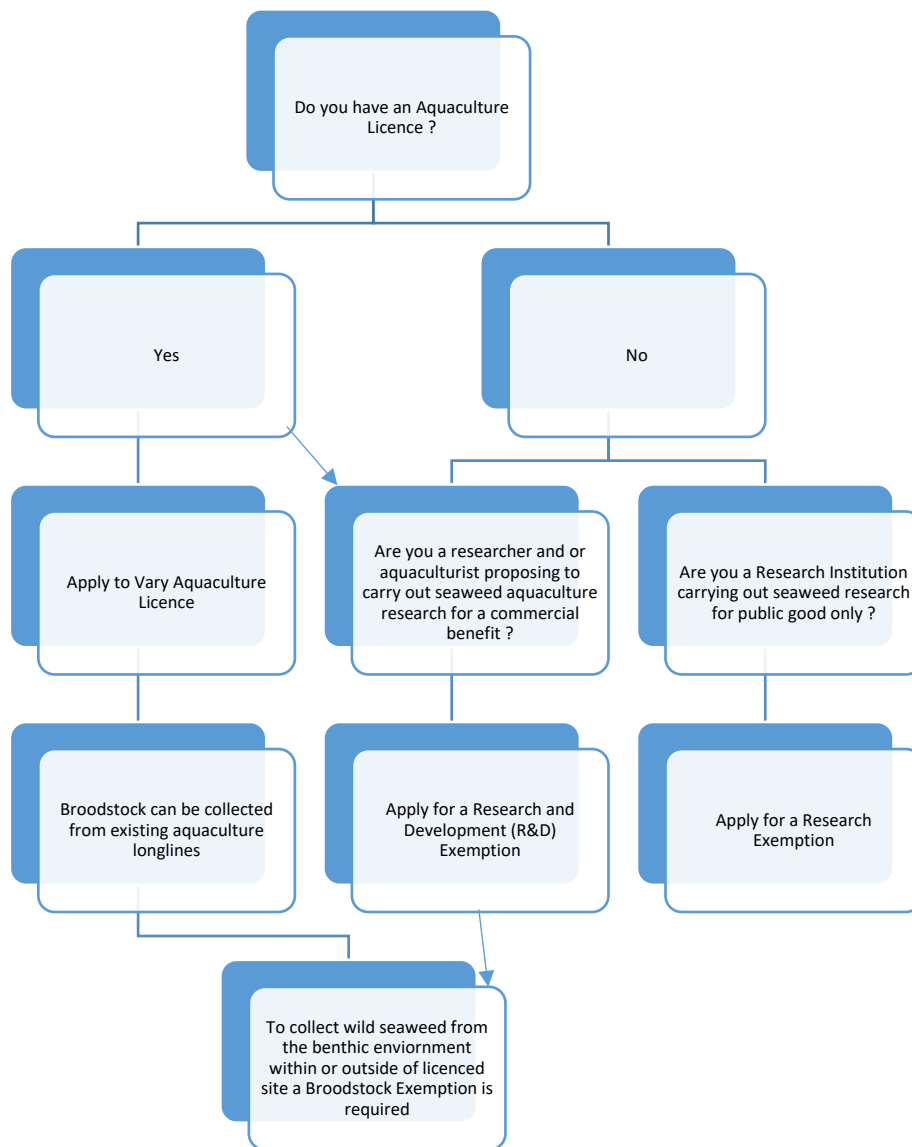 Do you have an Aquaculture
Licence ?
Yes
No
Apply to Vary Aquaculture
Licence
Are you a researcher and or
aquaculturist proposing to
carry out seaweed aquaculture
research for a commercial
benefit ?
Are you a Research Institution
carrying out seaweed research
for public good only ?
Broodstock can be collected
from existing aquaculture
longlines
Apply for a Research and
Development (R&D)
Exemption
Apply for a Research
Exemption
To collect wild seaweed from
the benthic enviornment
within or outside of licenced
site a Broodstock Exemption is
required